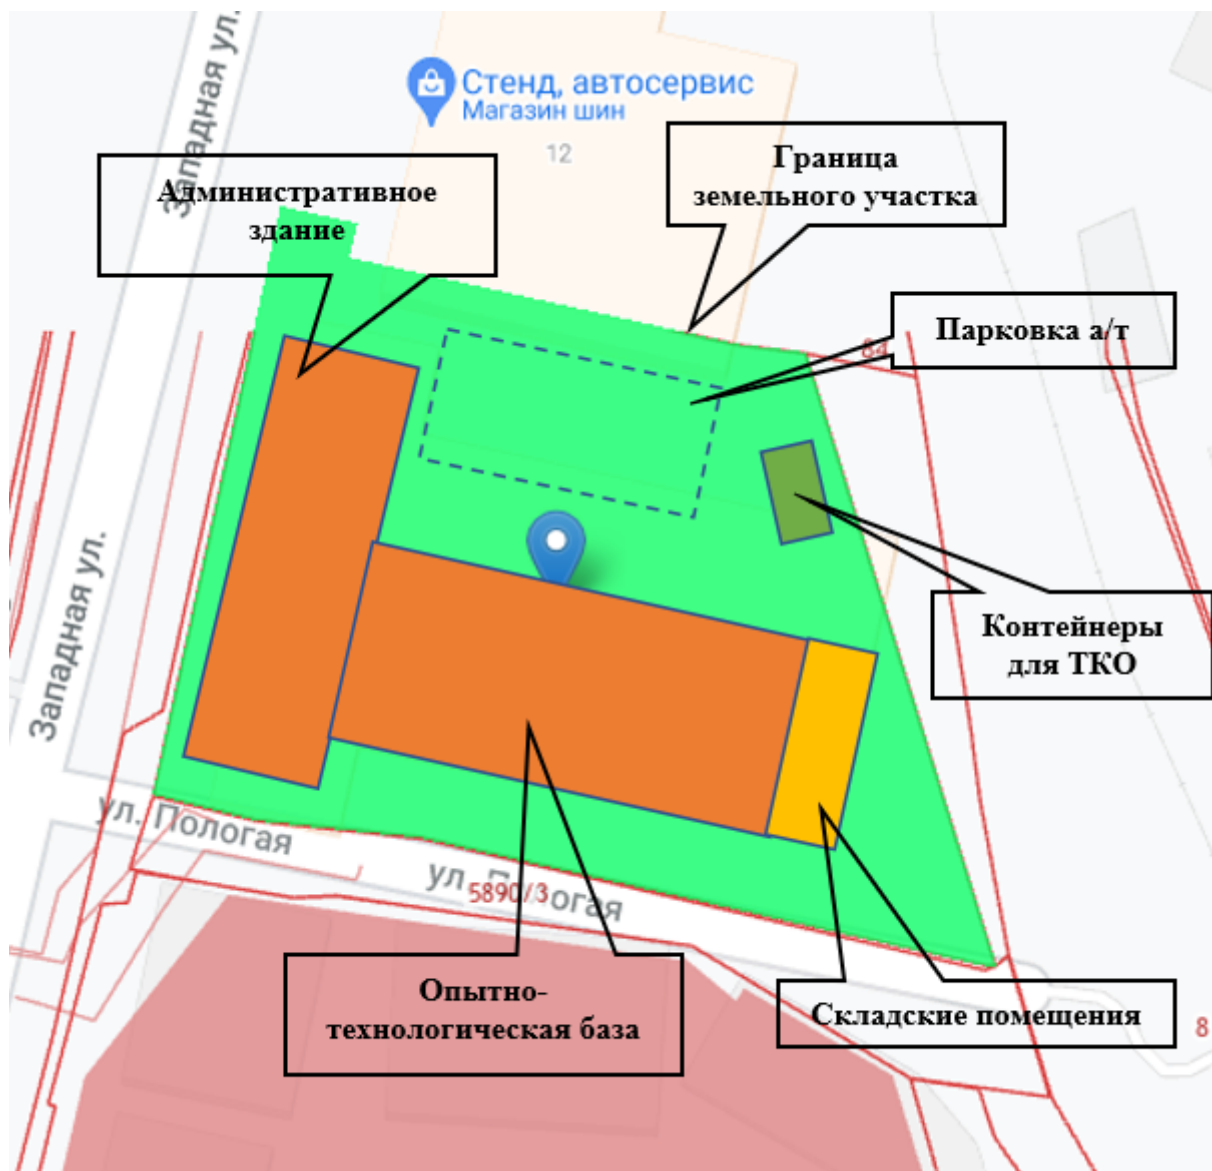 Западная ул.
Стенд, автосервис
Магазин шин
12
Граница
земельного участка
Административное
здание
Парковка а/т
84
Контейнеры
для ТКО
Западная ул.
ул. Пологая
ул. Пологая
5890/3
Опытно-
технологическая база
Складские помещения
8